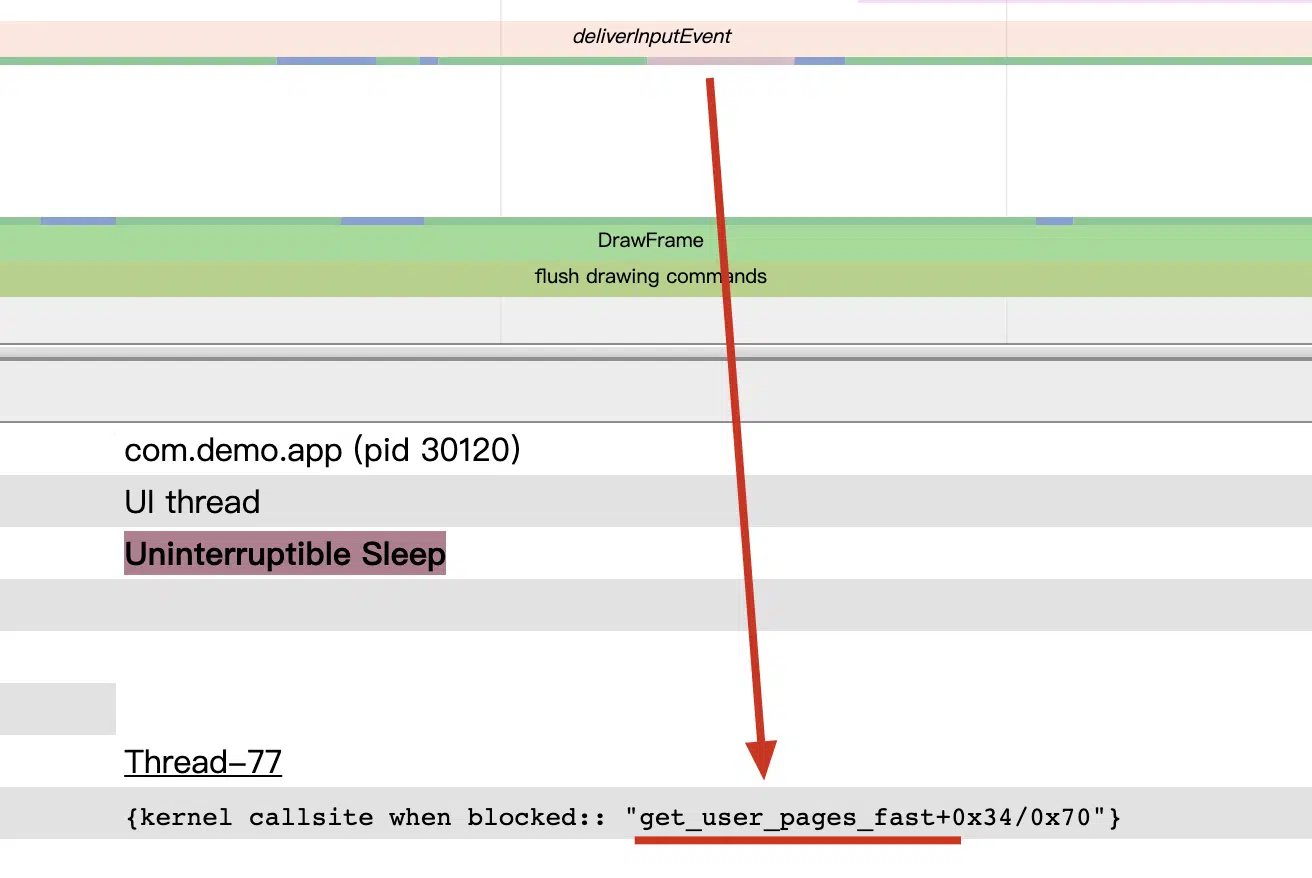 deliverInputEvent
DrawFrame
flush drawing commands
com.demo.app (pid 30120)
UI thread
Uninterruptible Sleep
Thread-77
{kernel callsite when blocked:: "get_user_pages_fast+0x34/0x70"}